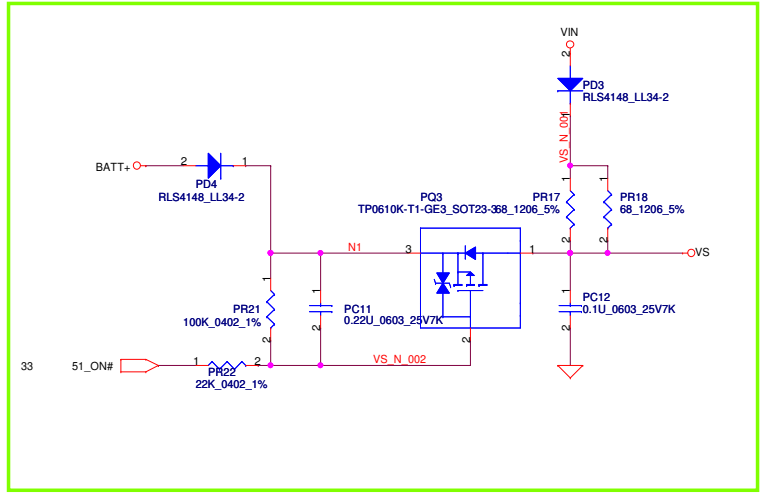 VIN
2
PD3
RLS4148_LL34-2
1
VS_N_001
BATT+
2
1
PD4
RLS4148_LL34-2
PQ3
TP0610K-T1-GE3_SOT23-3
1
PR17
68_1206_5%
2
1
PR18
68_1206_5%
2
N1
3
1
VS
2
1
PR21
100K_0402_1%
2
1
PC11
0.22U_0603_25V7K
2
1
PC12
0.1U_0603_25V7K
2
33
51_ON#
1
2
PR22
22K_0402_1%
VS_N_002